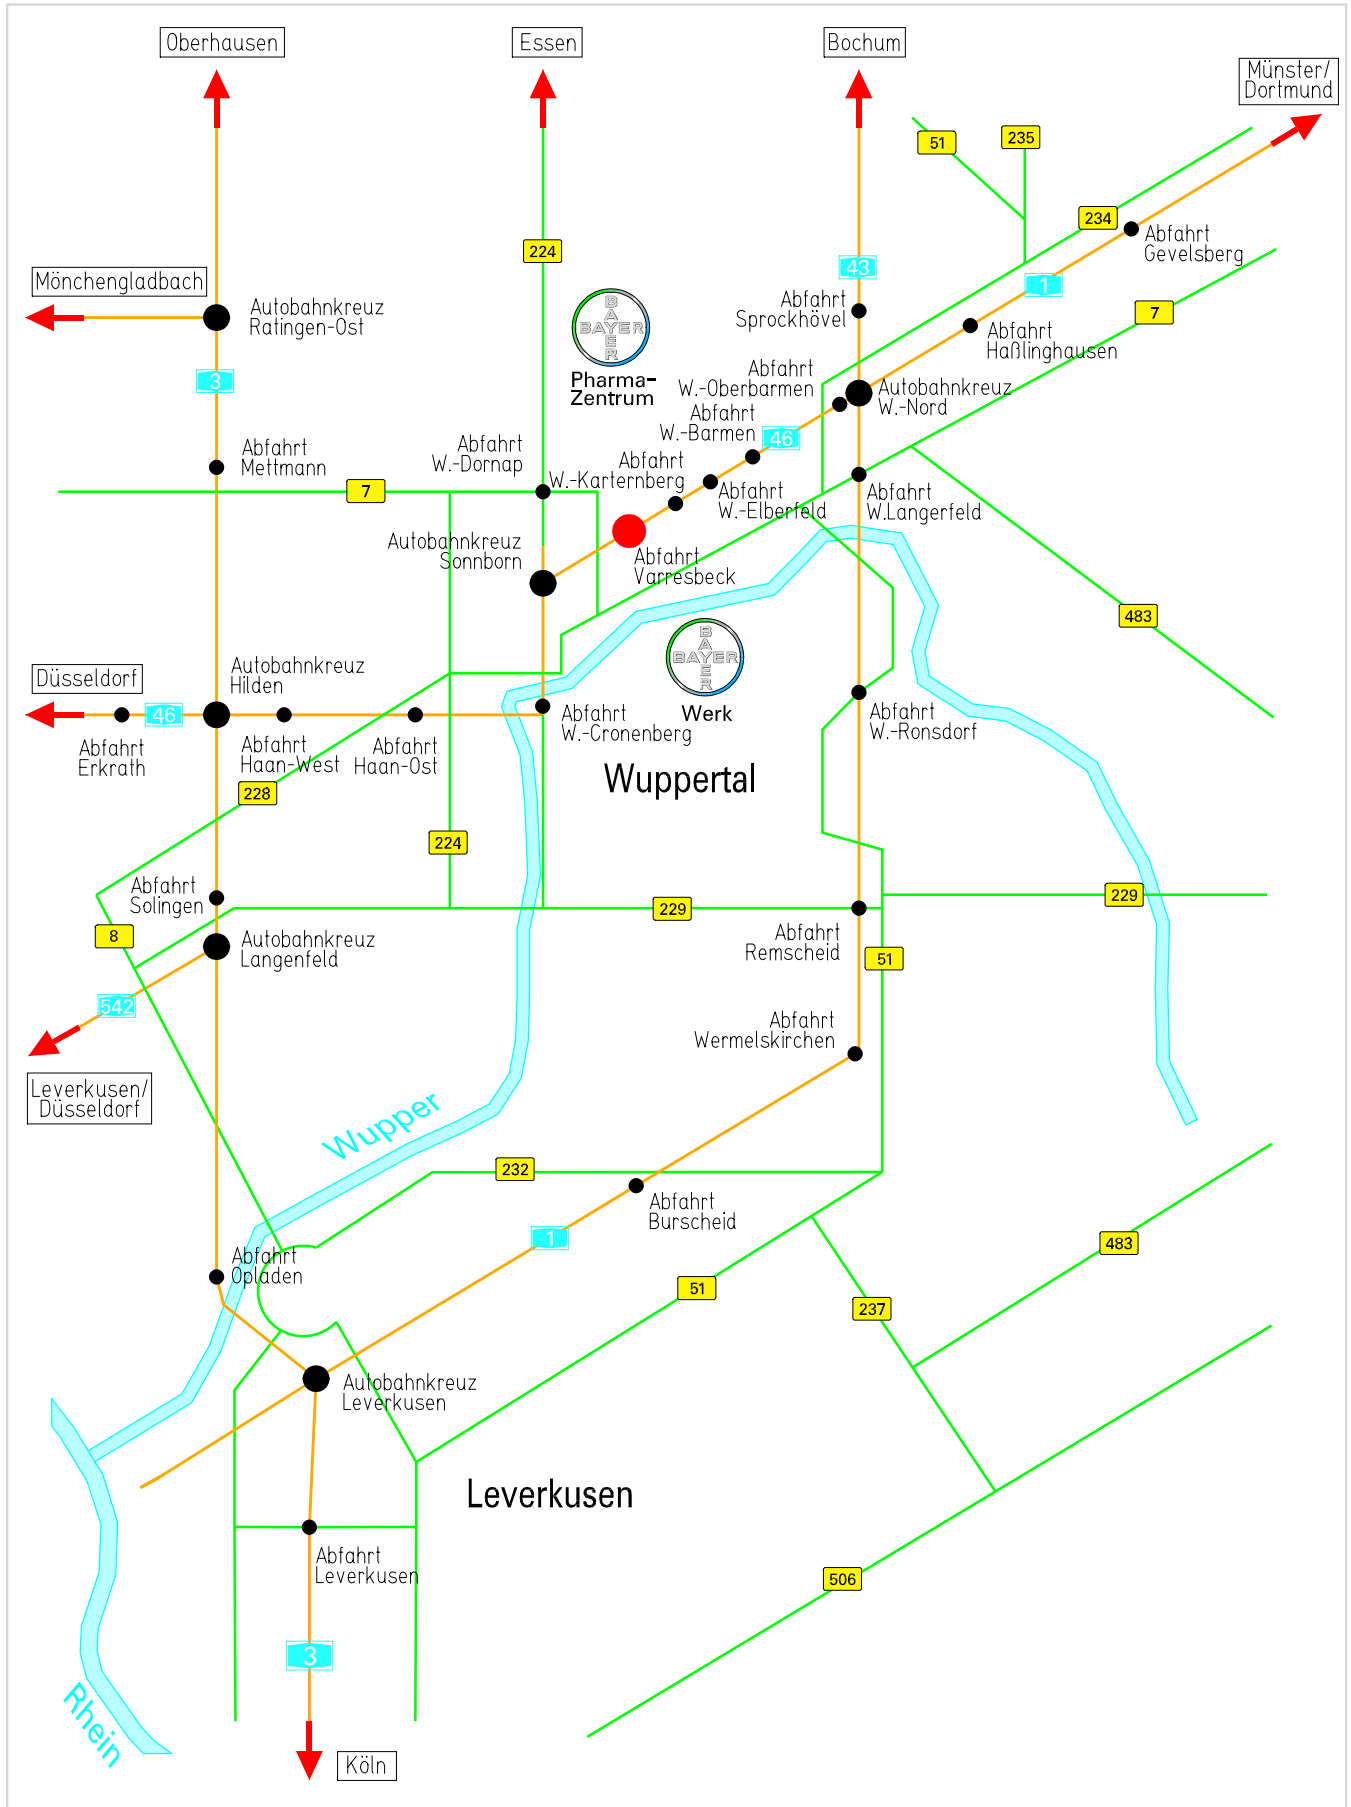 Oberhausen
Essen
Bochum
Münster/
Dortmund
51
235
234
Abfahrt
Gevelsberg
224
43
1
Mönchengladbach
Autobahnkreuz
Ratingen-Ost
BAYER
BAYER
Pharma-
Zentrum
Abfahrt
Sprockhövel
7
Abfahrt
Haßlinghausen
3
Abfahrt
W.-Oberbarmen
Autobahnkreuz
W.-Nord
Abfahrt
W.-Barmen
46
Abfahrt
Mettmann
Abfahrt
W.-Dornap
Abfahrt
W.-Karternberg
Abfahrt
W.-Elberfeld
Abfahrt
W.Langerfeld
7
Autobahnkreuz
Sonnborn
Abfahrt
Varresbeck
483
BAYER
BAYER
Werk
Düsseldorf
Autobahnkreuz
Hilden
46
Abfahrt
Erkrath
Abfahrt
Haan-West
Abfahrt
Haan-Ost
Abfahrt
W.-Cronenberg
Abfahrt
W.-Ronsdorf
Wuppertal
228
224
Abfahrt
Solingen
229
229
8
Autobahnkreuz
Langenfeld
Abfahrt
Remscheid
51
542
Abfahrt
Wermelskirchen
Leverkusen/
Düsseldorf
Wupper
232
Abfahrt
Burscheid
1
483
Abfahrt
Opladen
51
237
Autobahnkreuz
Leverkusen
Leverkusen
Abfahrt
Leverkusen
506
3
Rhein
Köln